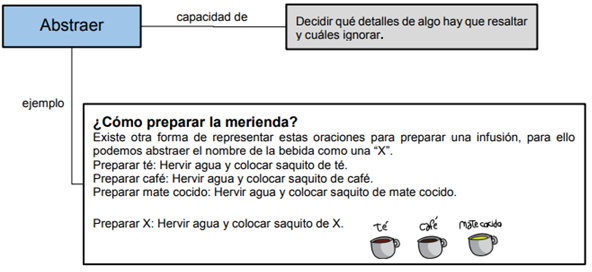 Abstraer
capacidad de
Decidir qué detalles de algo hay que resaltar
y cuáles ignorar.
ejemplo
¿Cómo preparar la merienda?
Existe otra forma de representar estas oraciones para preparar una infusión, para ello
podemos abstraer el nombre de la bebida como una “X”.
Preparar té: Hervir agua y colocar saquito de té.
Preparar café: Hervir agua y colocar saquito de café.
Preparar mate cocido: Hervir agua y colocar saquito de mate cocido.
Preparar X: Hervir agua y colocar saquito de X.
té café mate cocido